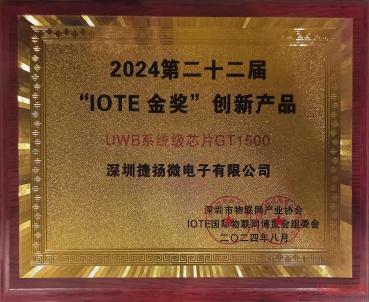 2024第二十二届
“IOTE 金奖”创新产品
UWB系统级芯片GT1500
深圳捷扬微电子有限公司
深圳市物联网产业协会
IOTE国际物联网博览会组委会
二〇二四年八月